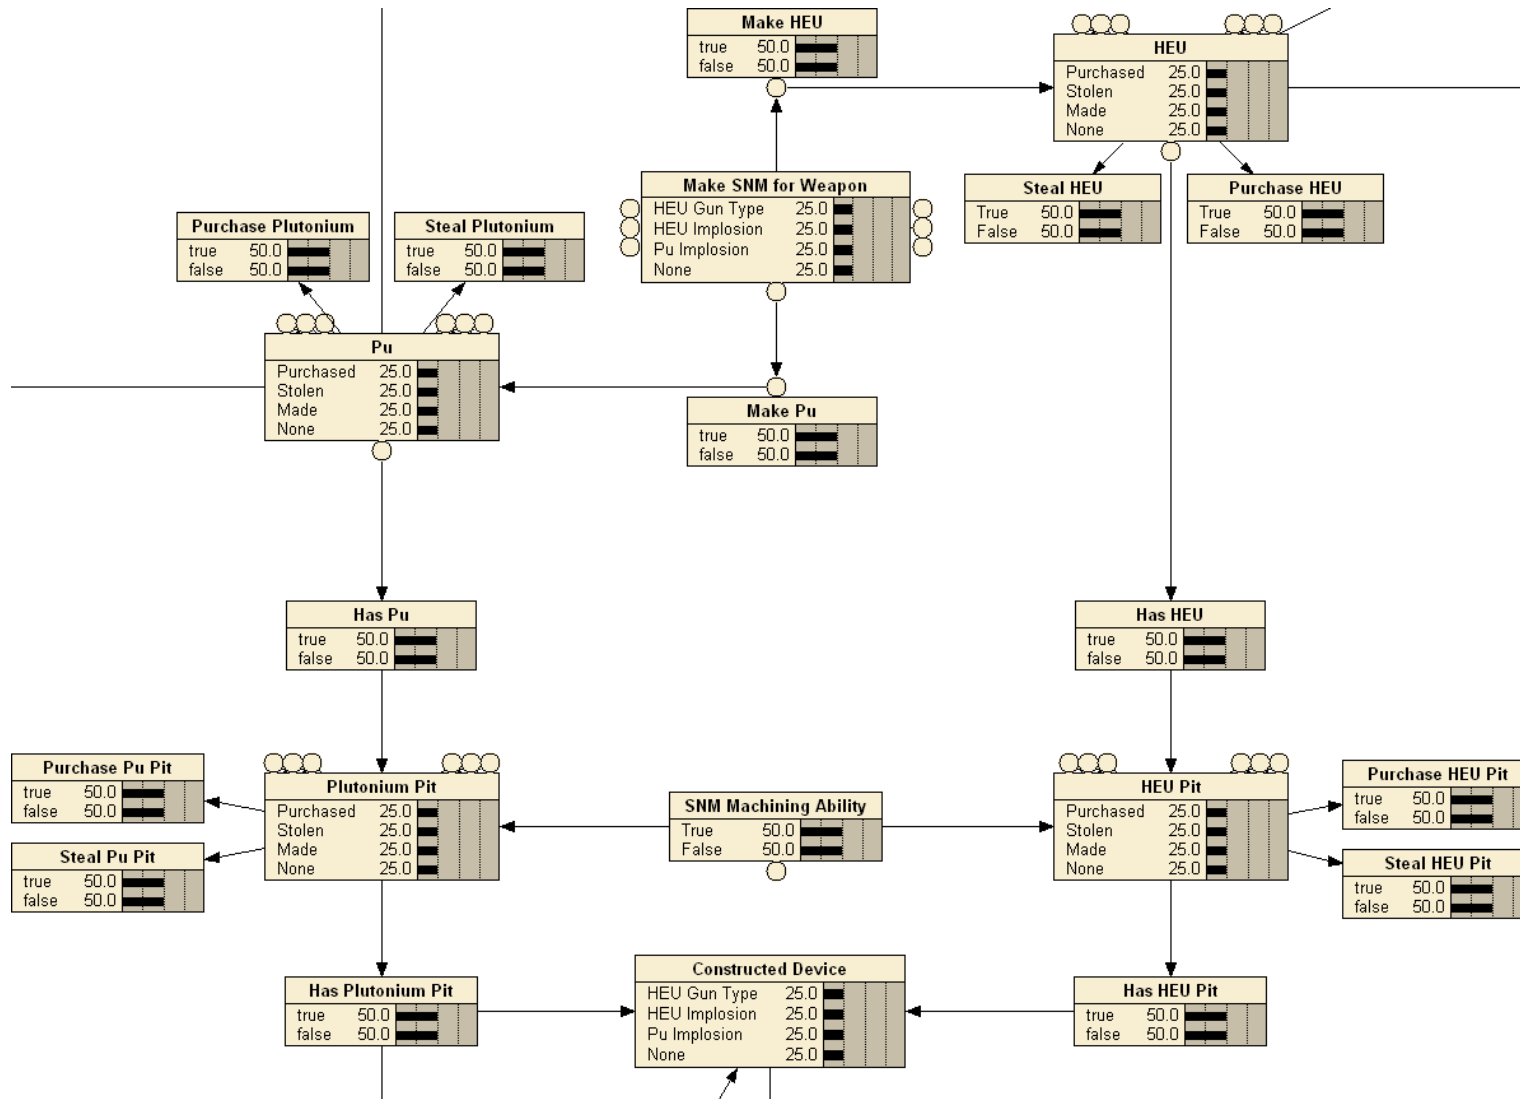 Make HEU
true 50.0
false 50.0
HEU
Purchased 25.0
Stolen 25.0
Made 25.0
None 25.0
Make SNM for Weapon
HEU Gun Type 25.0
HEU Implosion 25.0
Pu Implosion 25.0
None 25.0
Steal HEU
True 50.0
False 50.0
Purchase HEU
True 50.0
False 50.0
Purchase Plutonium
true 50.0
false 50.0
Steal Plutonium
true 50.0
false 50.0
Pu
Purchased 25.0
Stolen 25.0
Made 25.0
None 25.0
Make Pu
true 50.0
false 50.0
Has Pu
true 50.0
false 50.0
Has HEU
true 50.0
false 50.0
Purchase Pu Pit
true 50.0
false 50.0
Steal Pu Pit
true 50.0
false 50.0
Plutonium Pit
Purchased 25.0
Stolen 25.0
Made 25.0
None 25.0
SNM Machining Ability
True 50.0
False 50.0
HEU Pit
Purchased 25.0
Stolen 25.0
Made 25.0
None 25.0
Purchase HEU Pit
true 50.0
false 50.0
Steal HEU Pit
true 50.0
false 50.0
Has Plutonium Pit
true 50.0
false 50.0
Constructed Device
HEU Gun Type 25.0
HEU Implosion 25.0
Pu Implosion 25.0
None 25.0
Has HEU Pit
true 50.0
false 50.0